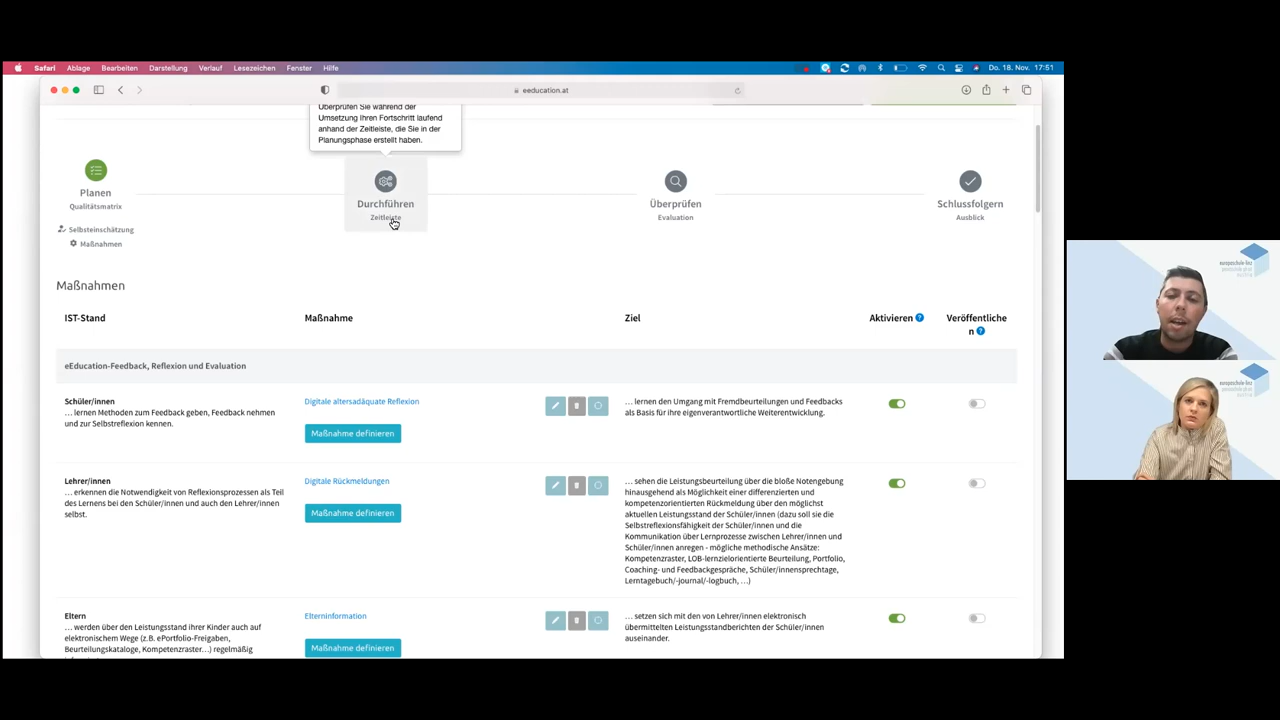 Safari Ablage Bearbeiten Darstellung Verlauf Lesezeichen Fenster Hilfe Do. 18. Nov. 17:51
eeducation.at
Überprüfen Sie während der
Umsetzung Ihren Fortschritt laufend
anhand der Zeitleiste, die Sie in der
Planungsphase erstellt haben.
Planen
Qualitätsmatrix
Selbsteinschätzung
Maßnahmen
Durchführen
Zeitleiste
Überprüfen
Evaluation
Schlussfolgern
Ausblick
Maßnahmen
IST-Stand Maßnahme Ziel Aktivieren ? Veröffentliche
n ?
eEducation-Feedback, Reflexion und Evaluation
Schüler/innen
... lernen Methoden zum Feedback geben, Feedback nehmen
und zur Selbstreflexion kennen.
Digitale altersadäquate Reflexion
Maßnahme definieren
... lernen den Umgang mit Fremdbeurteilungen und Feedbacks
als Basis für ihre eigenverantwortliche Weiterentwicklung.
Lehrer/innen
... erkennen die Notwendigkeit von Reflexionsprozessen als Teil
des Lernens bei den Schüler/innen und auch den Lehrer/innen
selbst.
Digitale Rückmeldungen
Maßnahme definieren
... sehen die Leistungsbeurteilung über die bloße Notengebung
hinausgehend als Möglichkeit einer differenzierten und
kompetenzorientierten Rückmeldung über den möglichst
aktuellen Leistungsstand der Schüler/innen (dazu soll sie die
Selbstreflexionsfähigkeit der Schüler/innen und die
Kommunikation über Lernprozesse zwischen Lehrer/innen und
Schüler/innen anregen - mögliche methodische Ansätze:
Kompetenzraster, LOB-lernzielorientierte Beurteilung, Portfolio,
Coaching- und Feedbackgespräche, Schüler/innensprechtage,
Lerntagebuch/-journal/-logbuch, ...)
Eltern
... werden über den Leistungsstand ihrer Kinder auch auf
elektronischem Wege (z.B. ePortfolio-Freigaben,
Beurteilungskataloge, Kompetenzraster...) regelmäßig
Elterninformation
Maßnahme definieren
... setzen sich mit den von Lehrer/innen elektronisch
übermittelten Leistungsstandberichten der Schüler/innen
auseinander.
europaschule-linz
europaschule-linz